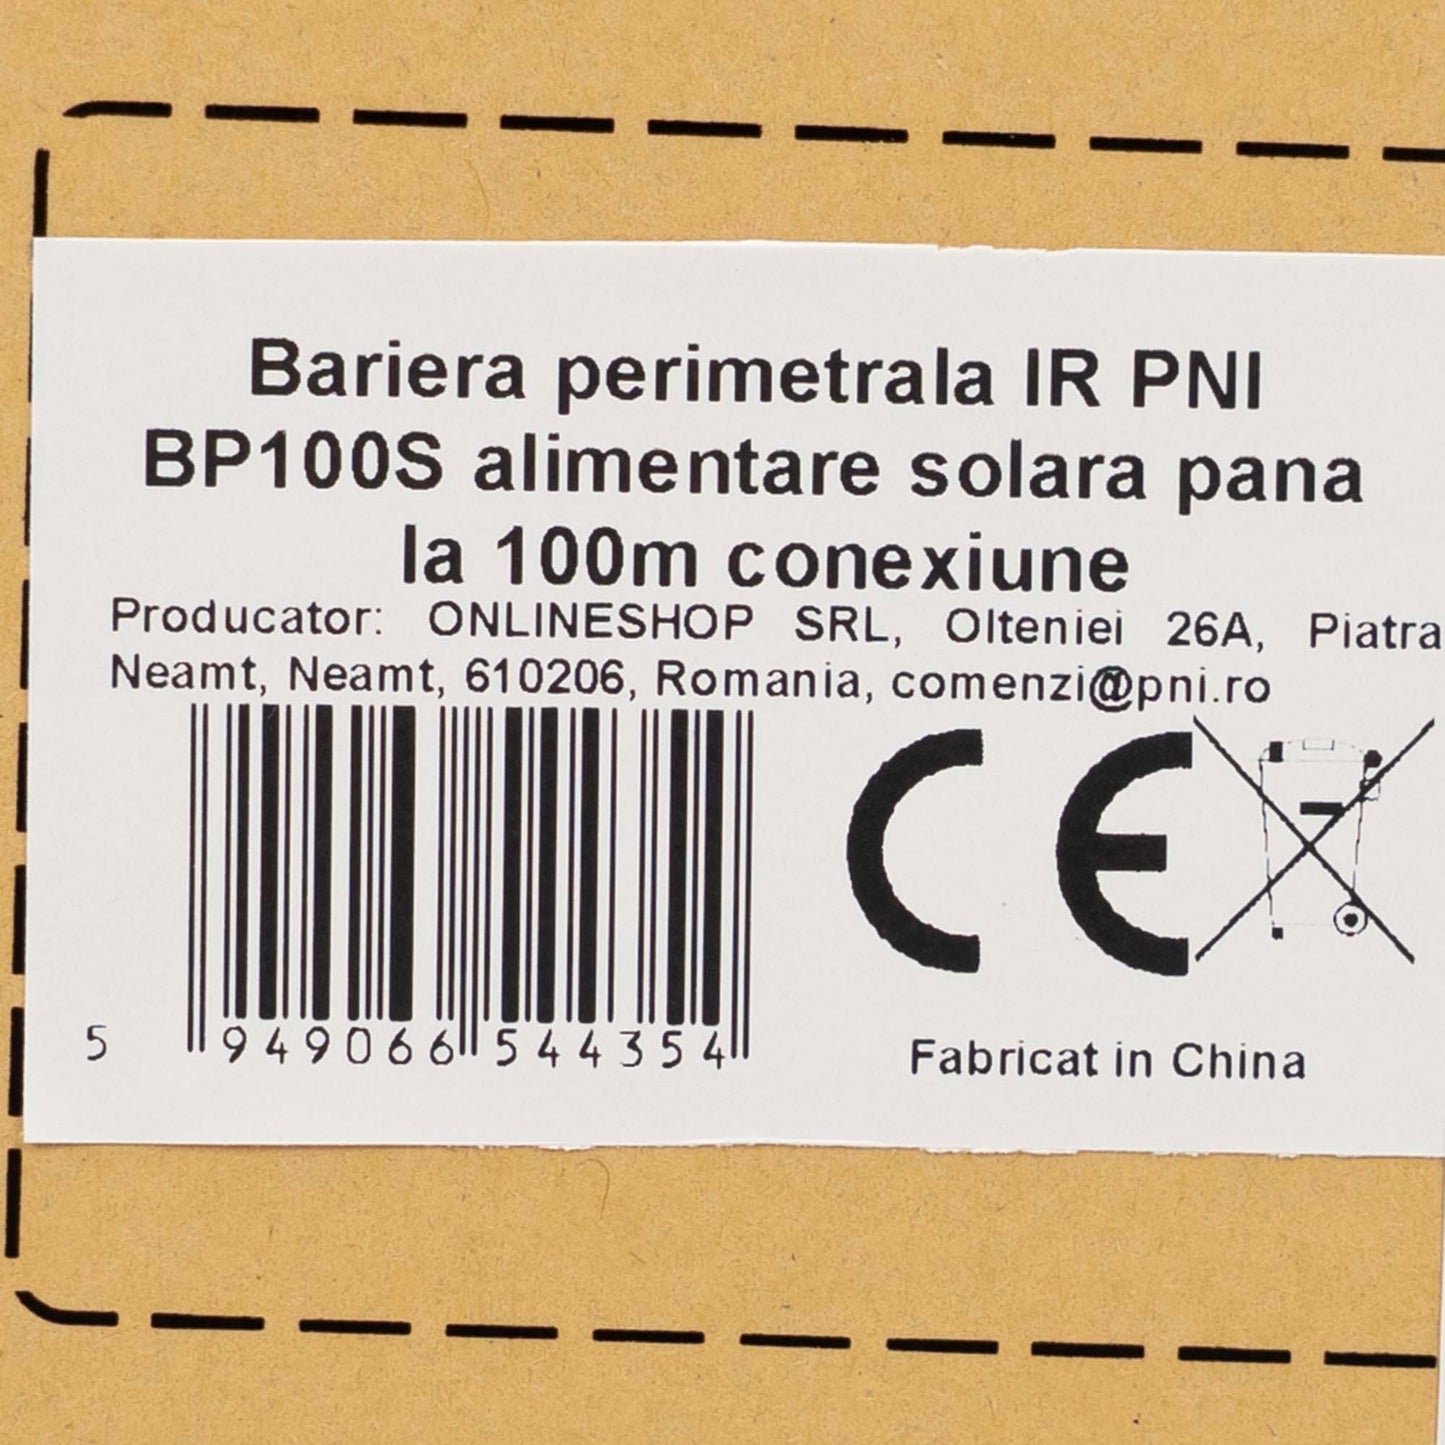 Bariera perimetrala IR PNI
BP100S alimentare solara pana
la 100m conexiune
Producator: ONLINESHOP SRL, Olteniei 26A, Piatra
Neamt, Neamt, 610206, Romania, comenzi@pni.ro
CE
5 949066 544354
Fabricat in China